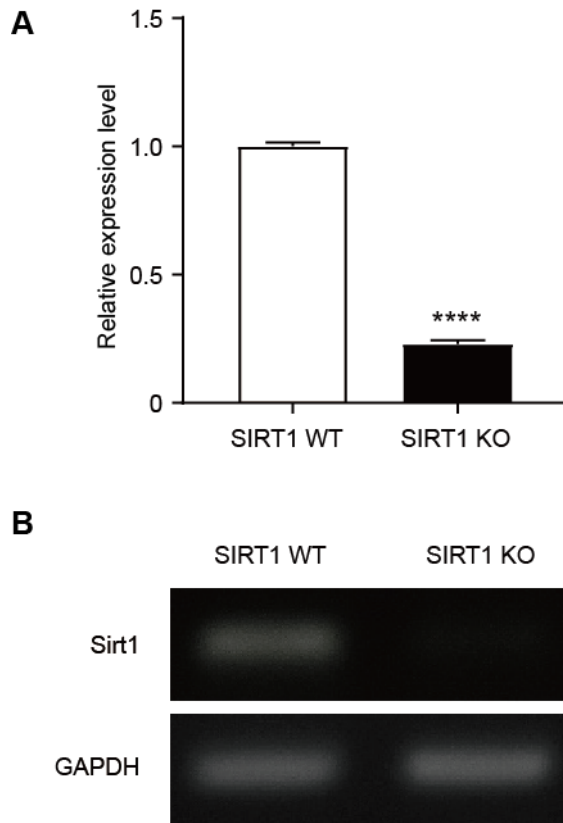 A
Relative expression level
1.5
1.0
0.5
0
****
SIRT1 WT SIRT1 KO
B
SIRT1 WT SIRT1 KO
Sirt1
GAPDH